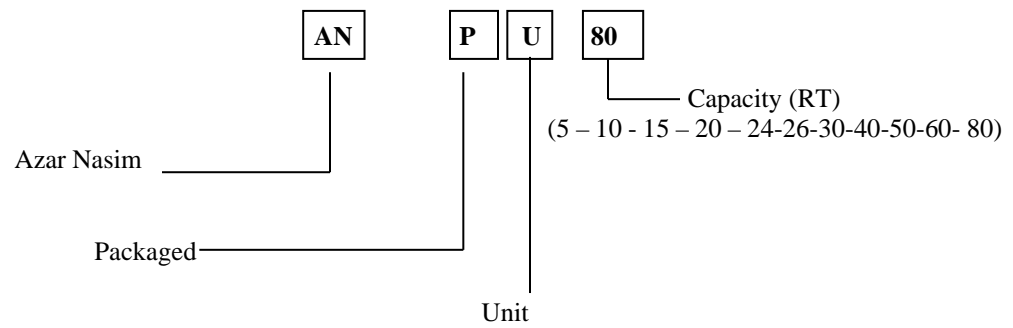 AN P U 80
Capacity (RT)
(5 – 10 - 15 – 20 – 24-26-30-40-50-60- 80)
Azar Nasim
Packaged
Unit